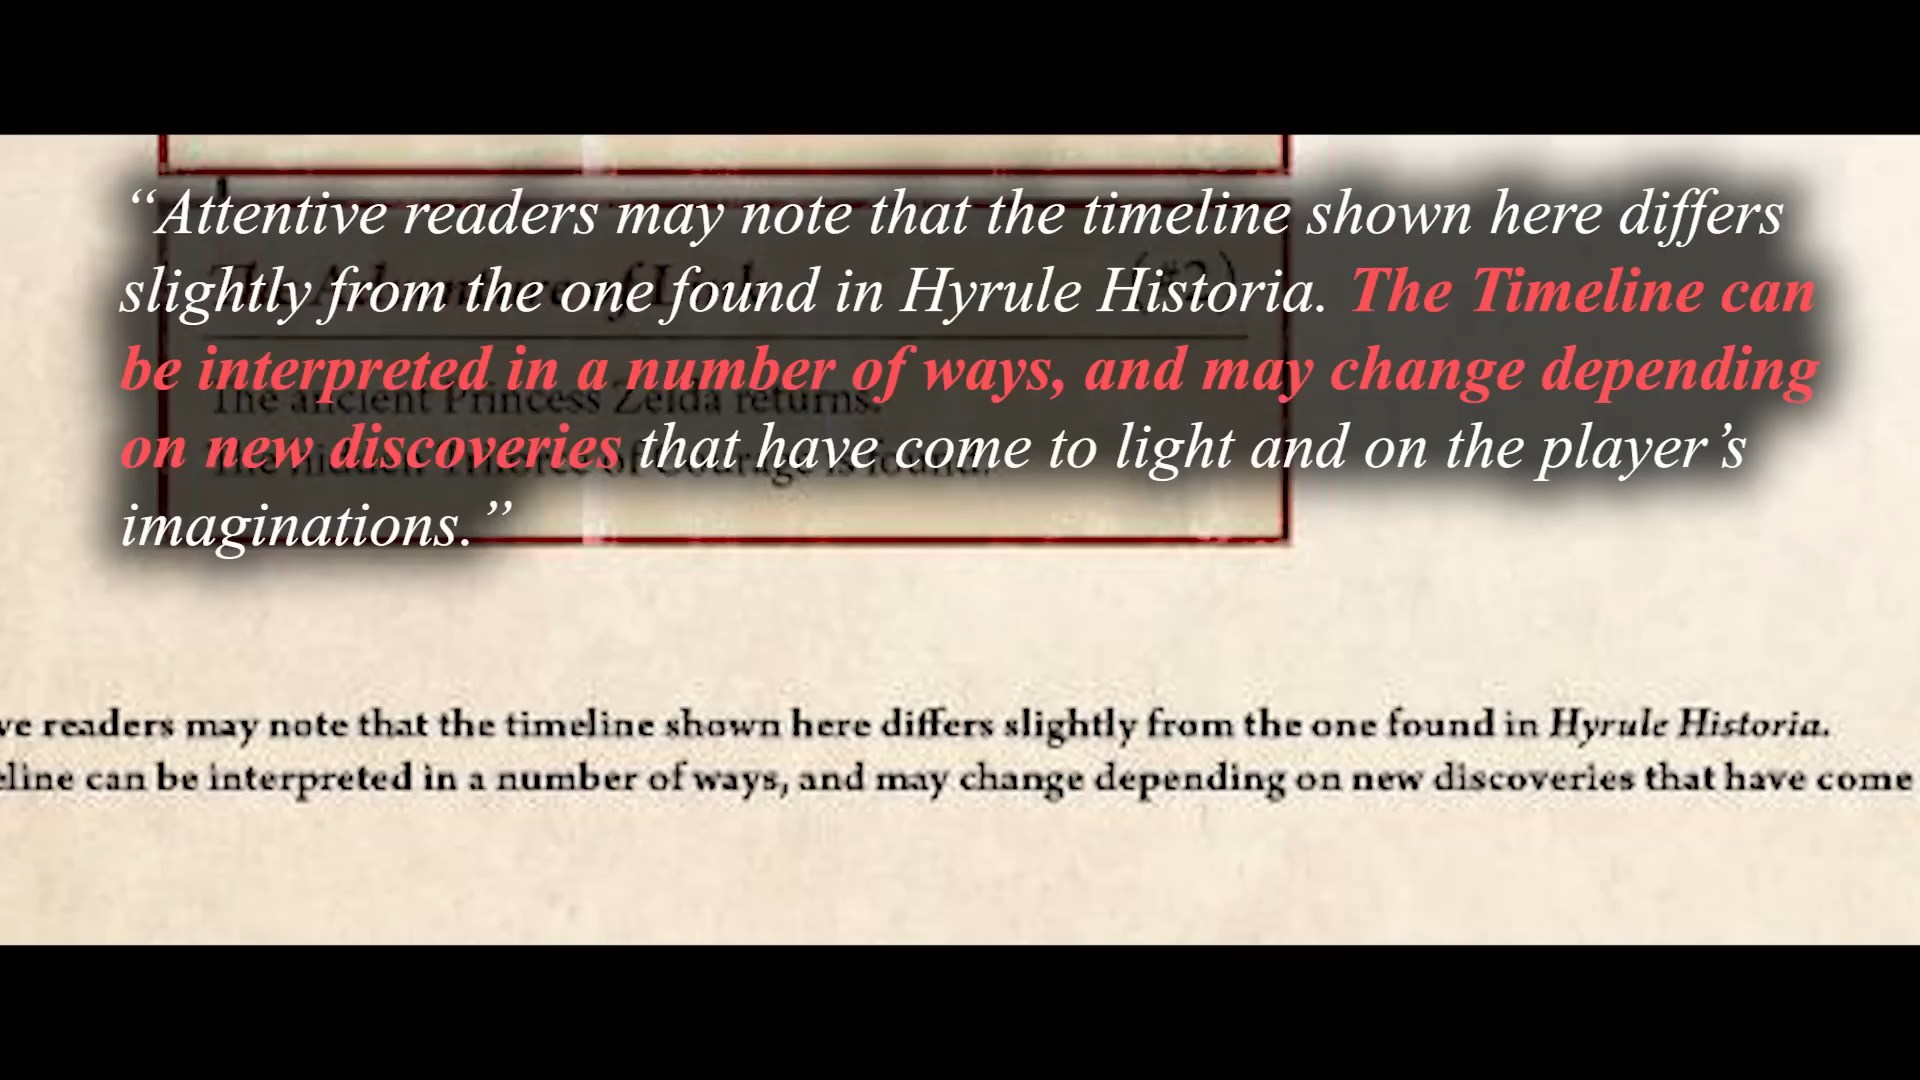 “Attentive readers may note that the timeline shown here differs
slightly from the one found in Hyrule Historia. The Timeline can
be interpreted in a number of ways, and may change depending
on new discoveries that have come to light and on the player’s
imaginations.”
(#2)
The ancient Princess Zelda returns.
ve readers may note that the timeline shown here differs slightly from the one found in Hyrule Historia.
eline can be interpreted in a number of ways, and may change depending on new discoveries that have come